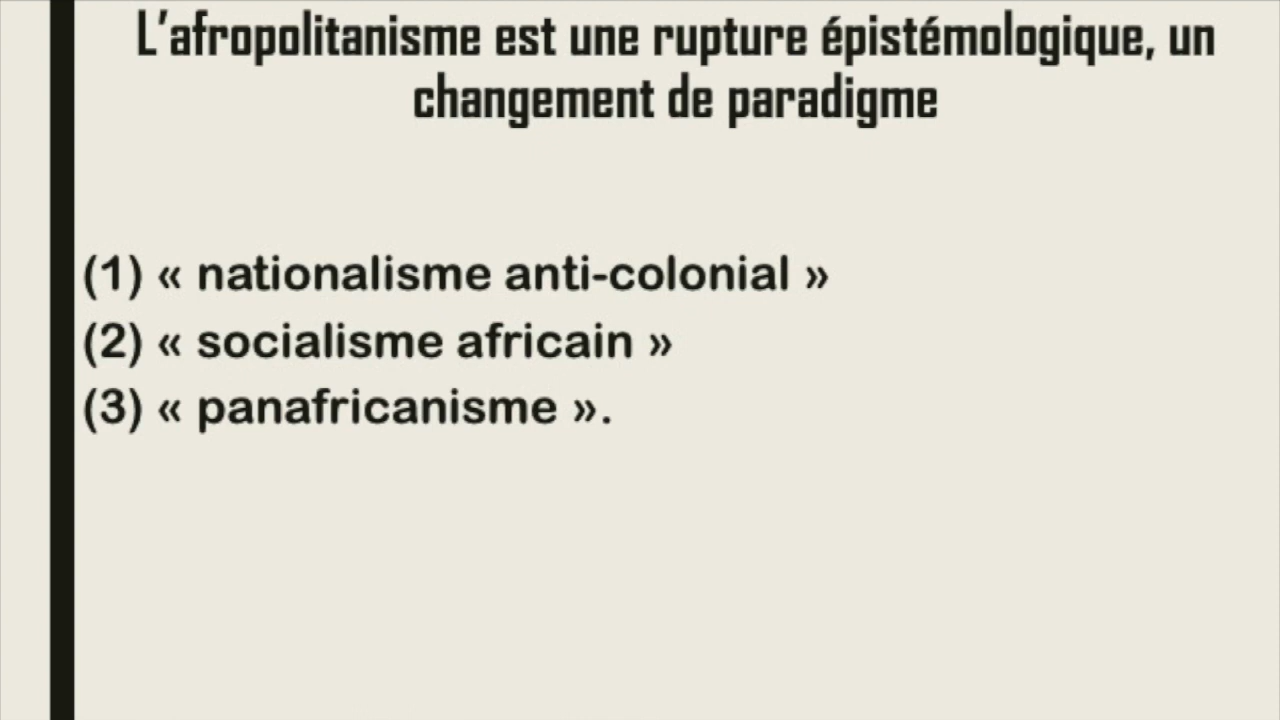 L’afropolitanisme est une rupture épistémologique, un
changement de paradigme
(1) « nationalisme anti-colonial »
(2) « socialisme africain »
(3) « panafricanisme ».